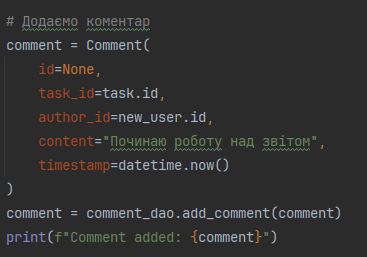 # Додаємо коментар
comment = Comment(
    id=None,
    task_id=task.id,
    author_id=new_user.id,
    content="Починаю роботу над звітом",
    timestamp=datetime.now()
)
comment = comment_dao.add_comment(comment)
print(f"Comment added: {comment}")